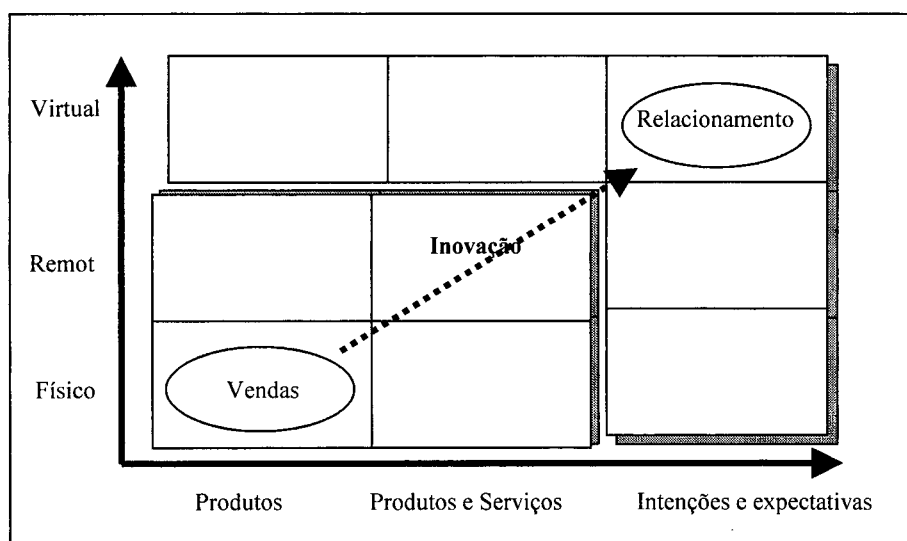 Virtual
Relacionamento
Remot
Inovação
Físico
Vendas
Produtos
Produtos e Serviços
Intenções e expectativas